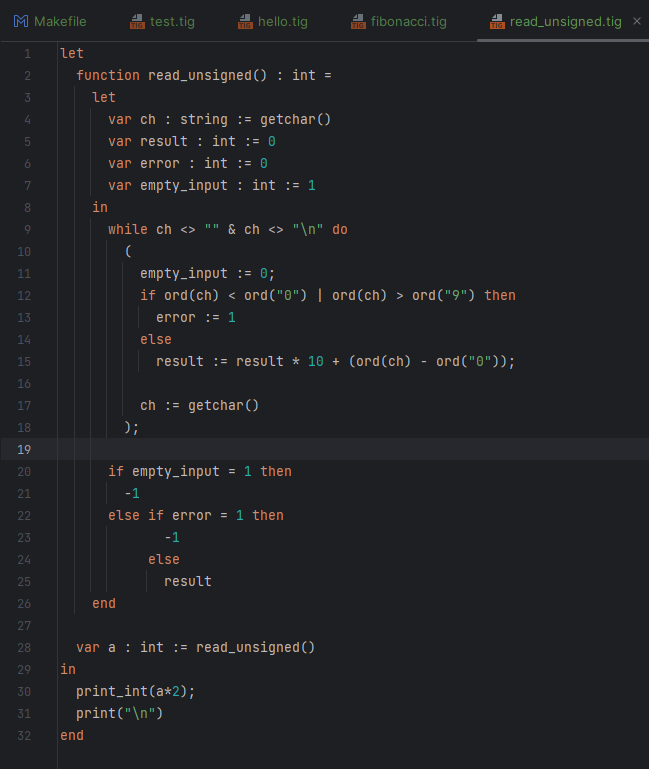 Makefile test.tig hello.tig fibonacci.tig read_unsigned.tig ×
1 let
2   function read_unsigned() : int =
3     let
4       var ch : string := getchar()
5       var result : int := 0
6       var error : int := 0
7       var empty_input : int := 1
8     in
9       while ch <> "" & ch <> "\n" do
10         (
11           empty_input := 0;
12           if ord(ch) < ord("0") | ord(ch) > ord("9") then
13             error := 1
14           else
15             result := result * 10 + (ord(ch) - ord("0"));
16
17           ch := getchar()
18         );
19
20       if empty_input = 1 then
21         -1
22       else if error = 1 then
23              -1
24            else
25              result
26     end
27
28   var a : int := read_unsigned()
29 in
30   print_int(a*2);
31   print("\n")
32 end